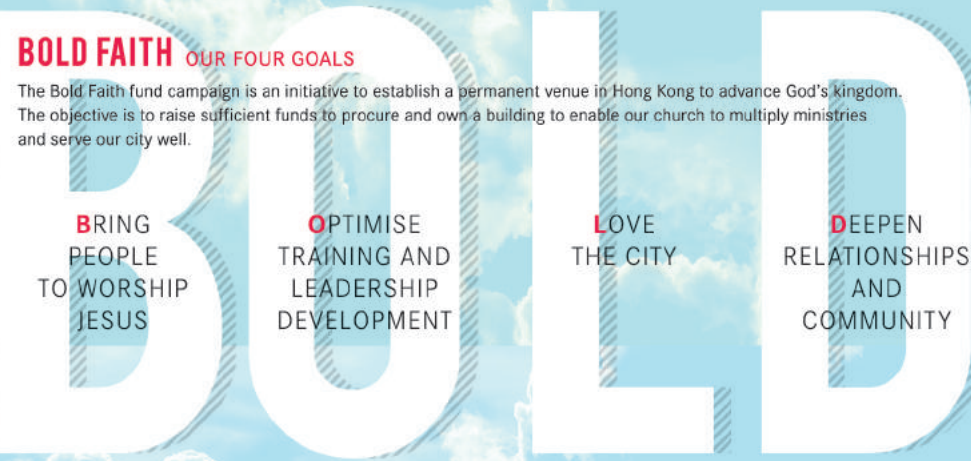 BOLD FAITH OUR FOUR GOALS
The Bold Faith fund campaign is an initiative to establish a permanent venue in Hong Kong to advance God's kingdom.
The objective is to raise sufficient funds to procure and own a building to enable our church to multiply ministries
and serve our city well.
BRING
PEOPLE
TO WORSHIP
JESUS
OPTIMISE
TRAINING AND
LEADERSHIP
DEVELOPMENT
LOVE
THE CITY
DEEPEN
RELATIONSHIPS
AND
COMMUNITY
BOLD